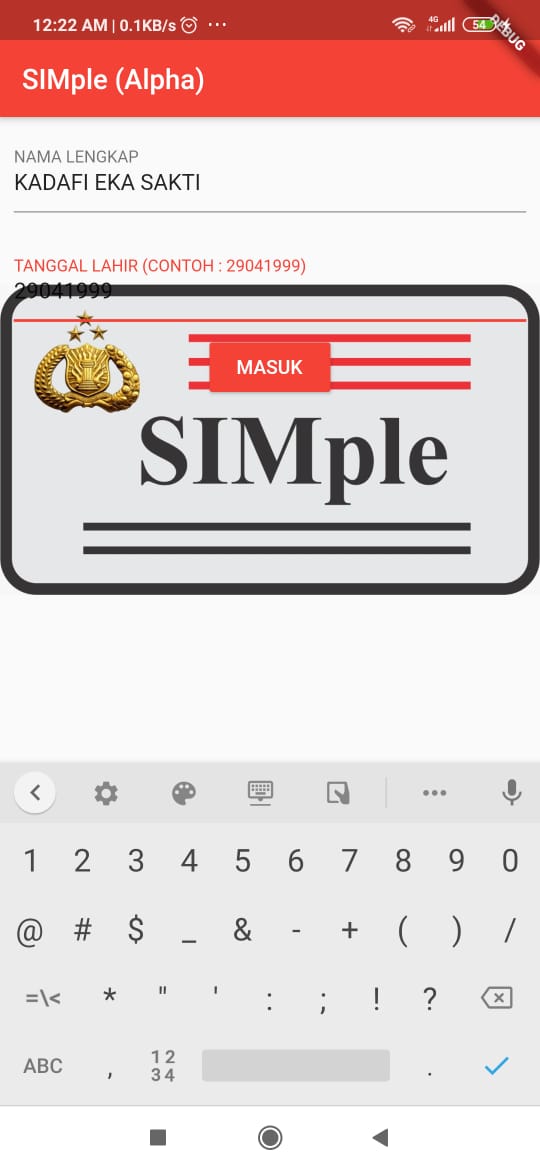 12:22 AM | 0.1KB/s ...
4G 54
DEBUG
SIMple (Alpha)
NAMA LENGKAP
KADAFI EKA SAKTI
TANGGAL LAHIR (CONTOH : 29041999)
29041999
MASUK
SIMple
1 2 3 4 5 6 7 8 9 0
@ # $ _ & - + ( ) /
=\< * " ' : ; ! ?
ABC , 12 34 .